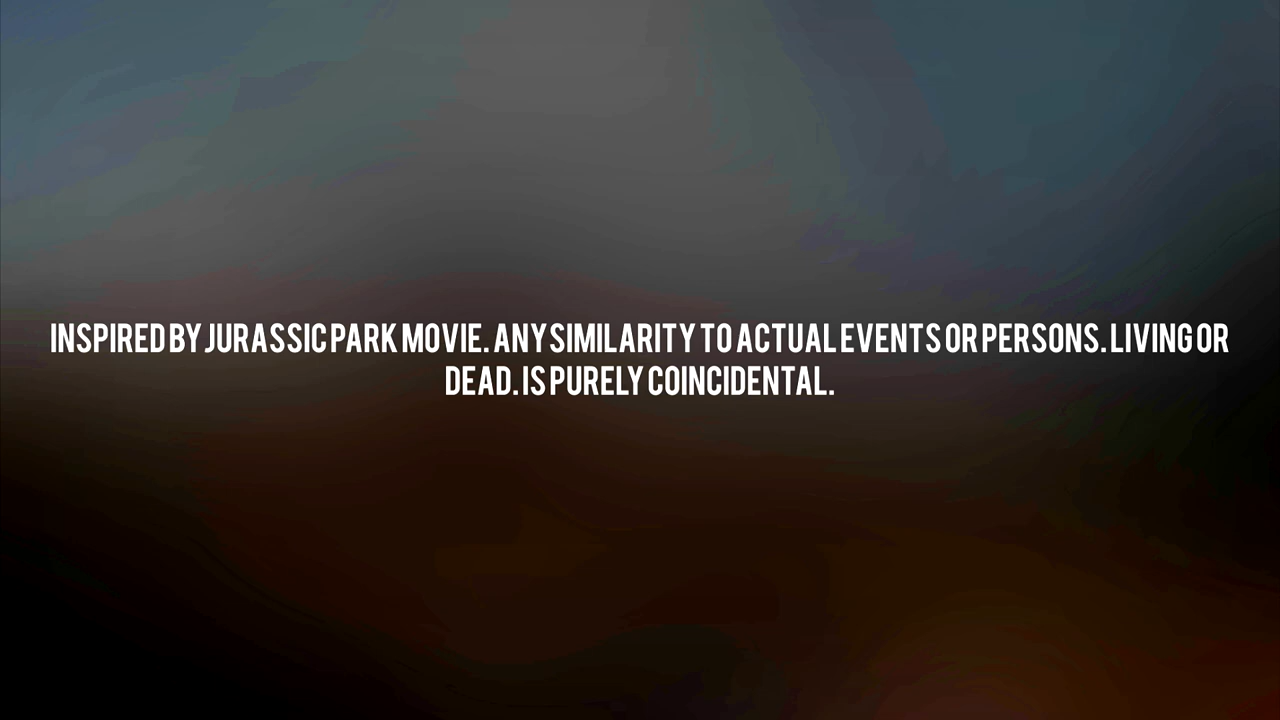 INSPIRED BY JURASSIC PARK MOVIE. ANY SIMILARITY TO ACTUAL EVENTS OR PERSONS. LIVING OR
DEAD. IS PURELY COINCIDENTAL.